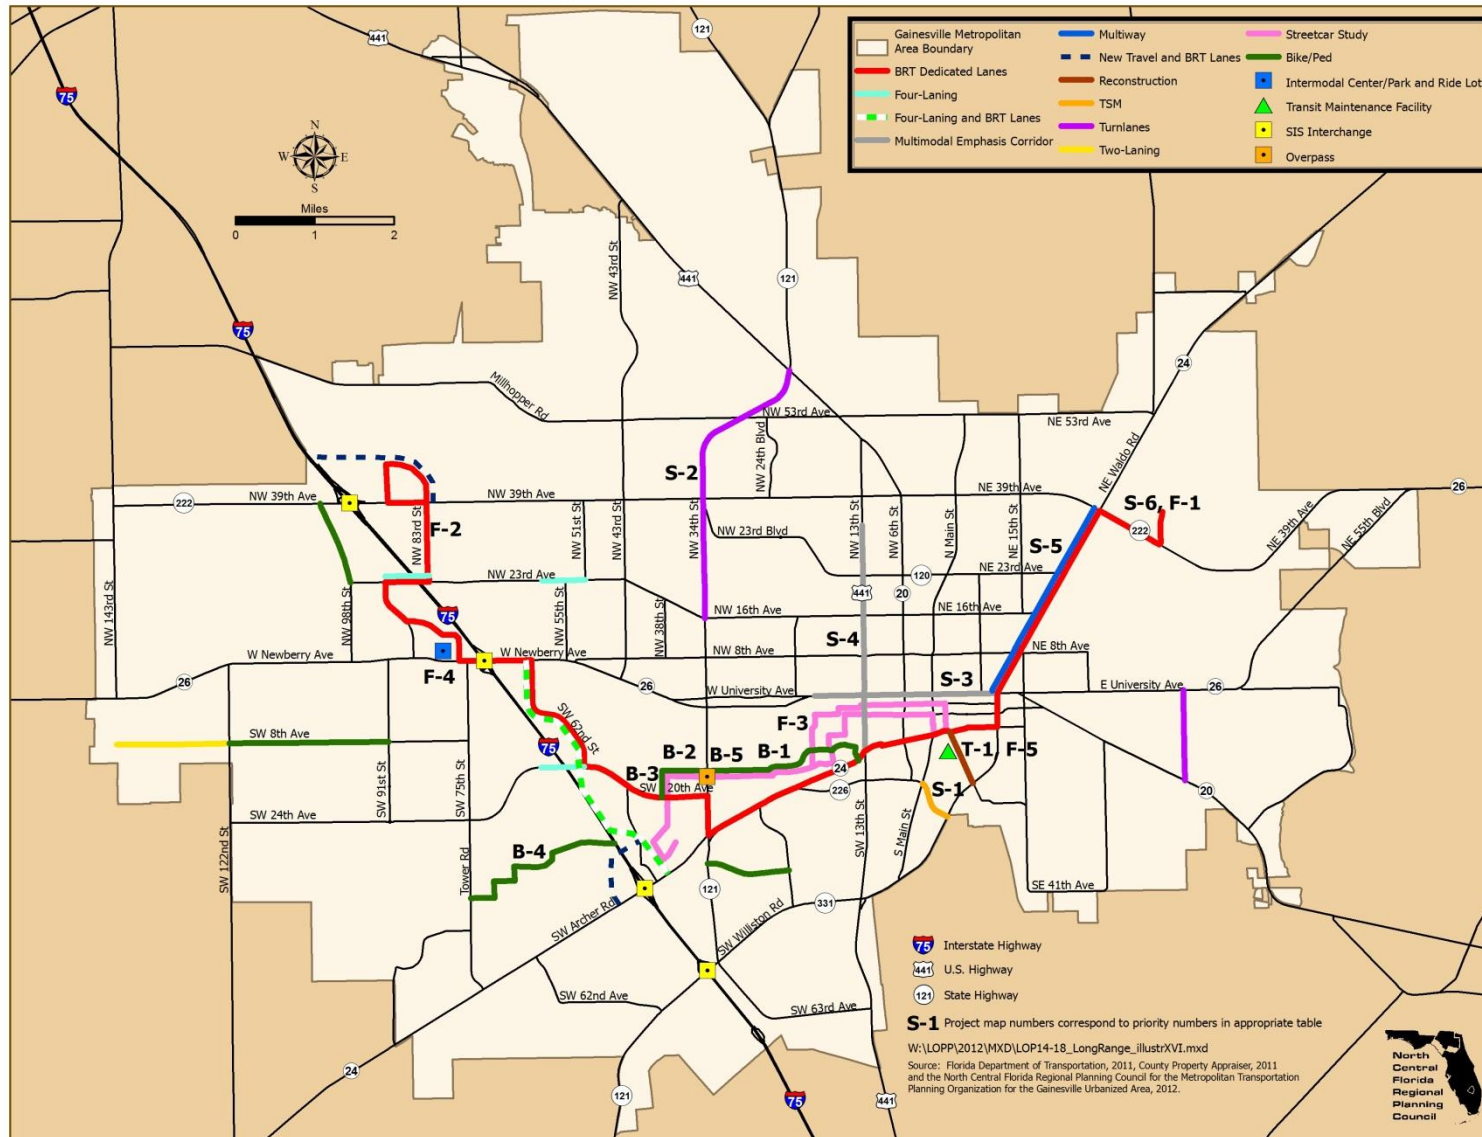 Gainesville Metropolitan
Area Boundary
BRT Dedicated Lanes
Four-Laning
Four-Laning and BRT Lanes
Multimodal Emphasis Corridor
Multiway
New Travel and BRT Lanes
Reconstruction
TSM
Turnlanes
Two-Laning
Streetcar Study
Bike/Ped
Intermodal Center/Park and Ride Lot
Transit Maintenance Facility
SIS Interchange
Overpass
441
121
75
N
W E
S
Miles
0 1 2
75
NW 43rd St
441
121
24
Millhopper Rd
NW 53rd Ave
NE 53rd Ave
NW 24th Blvd
NE Waldo Rd
S-2
26
222
NW 39th Ave
NW 39th Ave
NE 39th Ave
S-6, F-1
NW 83rd St
F-2
NW 51st St
NW 43rd St
NW 34th St
NW 23rd Blvd
NW 13th St
NW 6th St
N Main St
NE 15th St
222
NE 39th Ave
NE 55th Blvd
S-5
NW 143rd St
NW 98th St
NW 23rd Ave
120
NE 23rd Ave
441
20
75
NW 55th St
NW 38th St
NW 16th Ave
NE 16th Ave
S-4
W Newberry Ave
W Newberry Ave
NW 8th Ave
NE 8th Ave
F-4
26
26
W University Ave
S-3
E University Ave
26
SW 8th Ave
SW 62nd St
75
F-3
B-2
B-5
B-1
T-1
F-5
24
B-3
SW 20th Ave
226
S-1
20
SW 91st St
SW 75th St
SW 24th Ave
SW 122nd St
Tower Rd
B-4
SW 13th St
S Main St
121
SE 41th Ave
SW Archer Rd
SW Williston Rd
331
SW 62nd Ave
SW 63rd Ave
24
121
75
441
75 Interstate Highway
441 U.S. Highway
121 State Highway
S-1 Project map numbers correspond to priority numbers in appropriate table
W:\LOPP\2012\MXD\LOP14-18_LongRange_illustrXVI.mxd
Source: Florida Department of Transportation, 2011, County Property Appraiser, 2011
and the North Central Florida Regional Planning Council for the Metropolitan Transportation
Planning Organization for the Gainesville Urbanized Area, 2012.
North
Central
Florida
Regional
Planning
Council